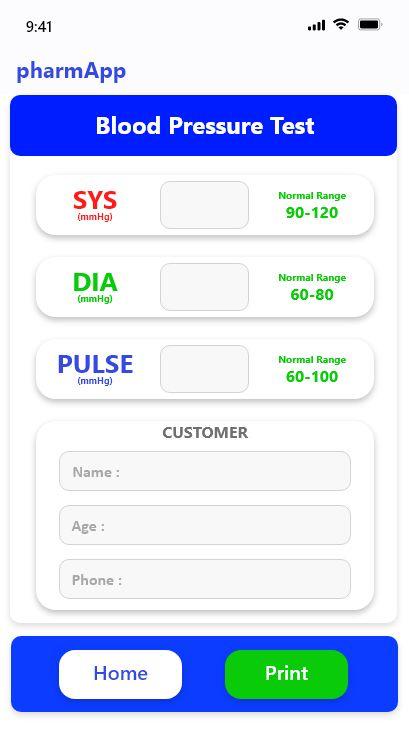 9:41
pharmApp
Blood Pressure Test
SYS
(mmHg)
Normal Range
90-120
DIA
(mmHg)
Normal Range
60-80
PULSE
(mmHg)
Normal Range
60-100
CUSTOMER
Name :
Age :
Phone :
Home
Print